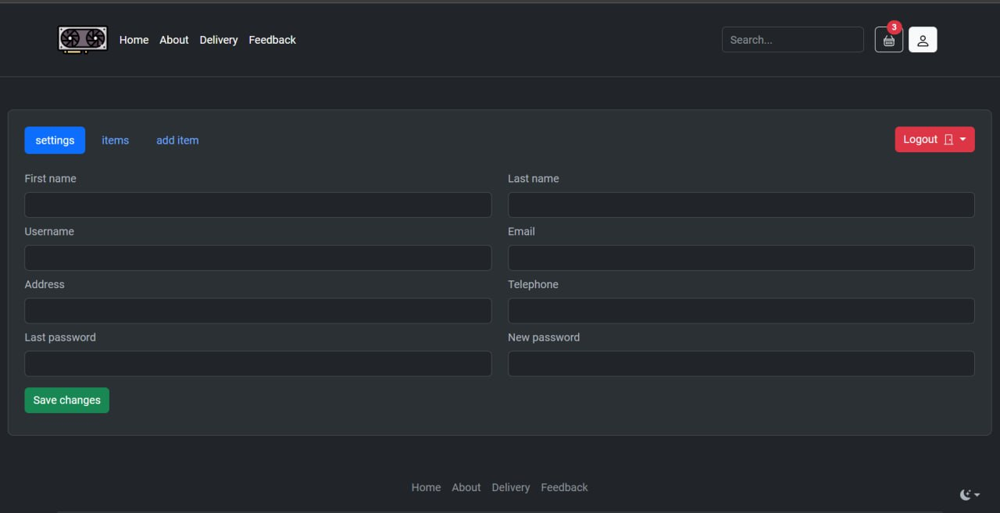 Home About Delivery Feedback Search... 3
settings items add item Logout
First name Last name
Username Email
Address Telephone
Last password New password
Save changes
Home About Delivery Feedback